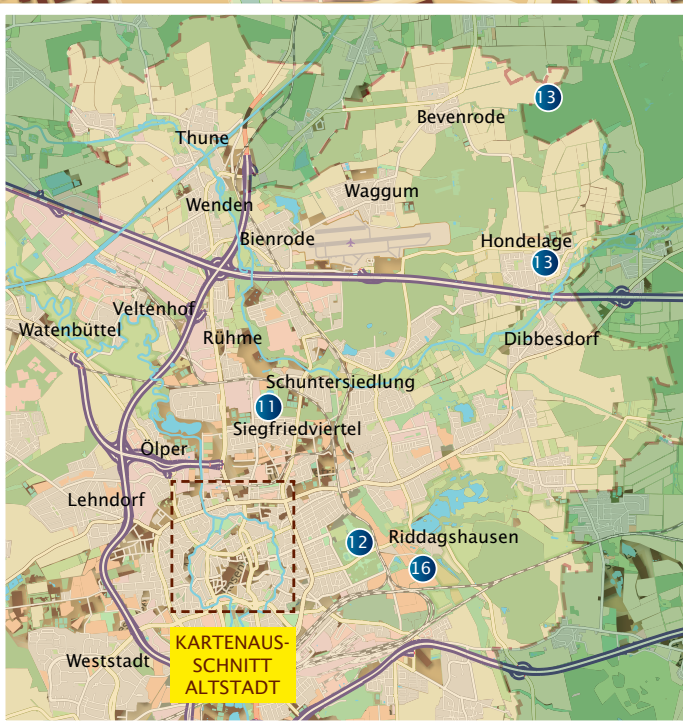 13
Bevenrode
Thune
Waggum
Wenden
Bienrode
Hondelage
13
Veltenhof
Watenbüttel
Rühme
Dibbesdorf
Schuntersiedlung
11
Siegfriedviertel
Ölper
Lehndorf
Riddagshausen
12
16
KARTENAUS-
SCHNITT
ALTSTADT
Weststadt